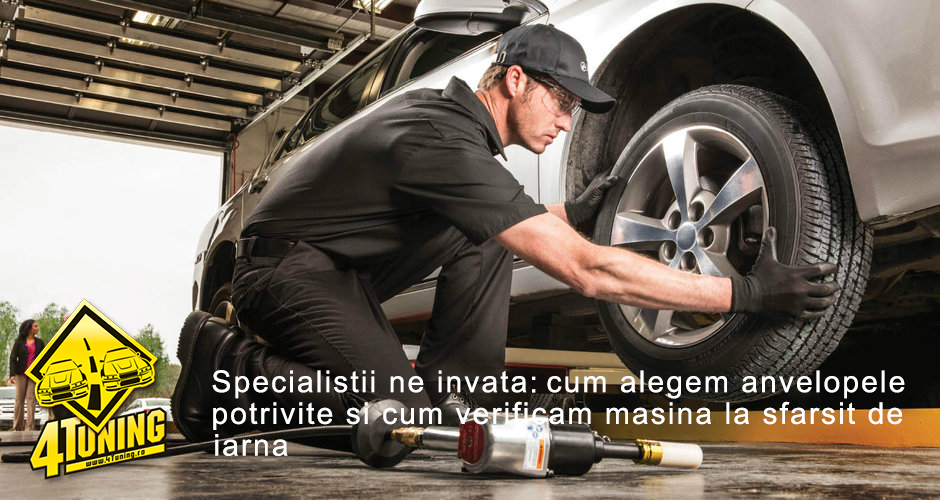 Specialistii ne invata: cum alegem anvelopele
potrivite si cum verificam masina la sfarsit de
iarna
4TUNING
www.4Tuning.ro